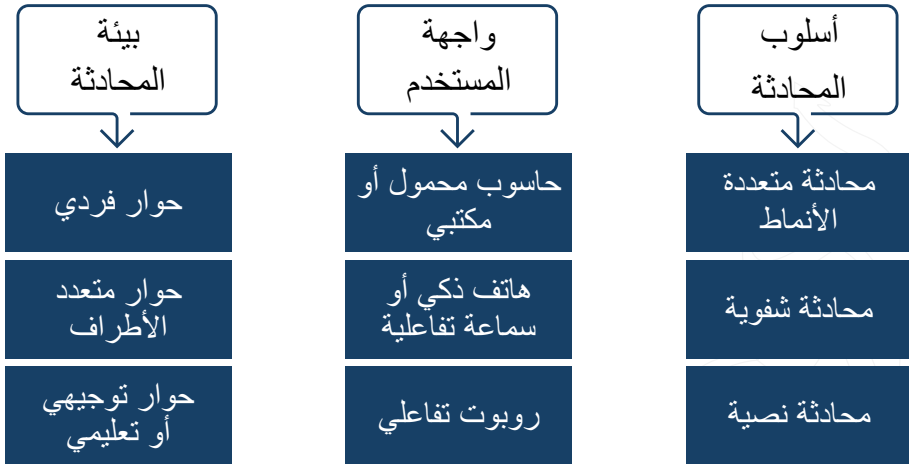 أسلوب
المحادثة
محادثة متعددة
الأنماط
محادثة شفوية
محادثة نصية
واجهة
المستخدم
حاسوب محمول أو
مكتبي
هاتف ذكي أو
سماعة تفاعلية
روبوت تفاعلي
بيئة
المحادثة
حوار فردي
حوار متعدد
الأطراف
حوار توجيهي
أو تعليمي